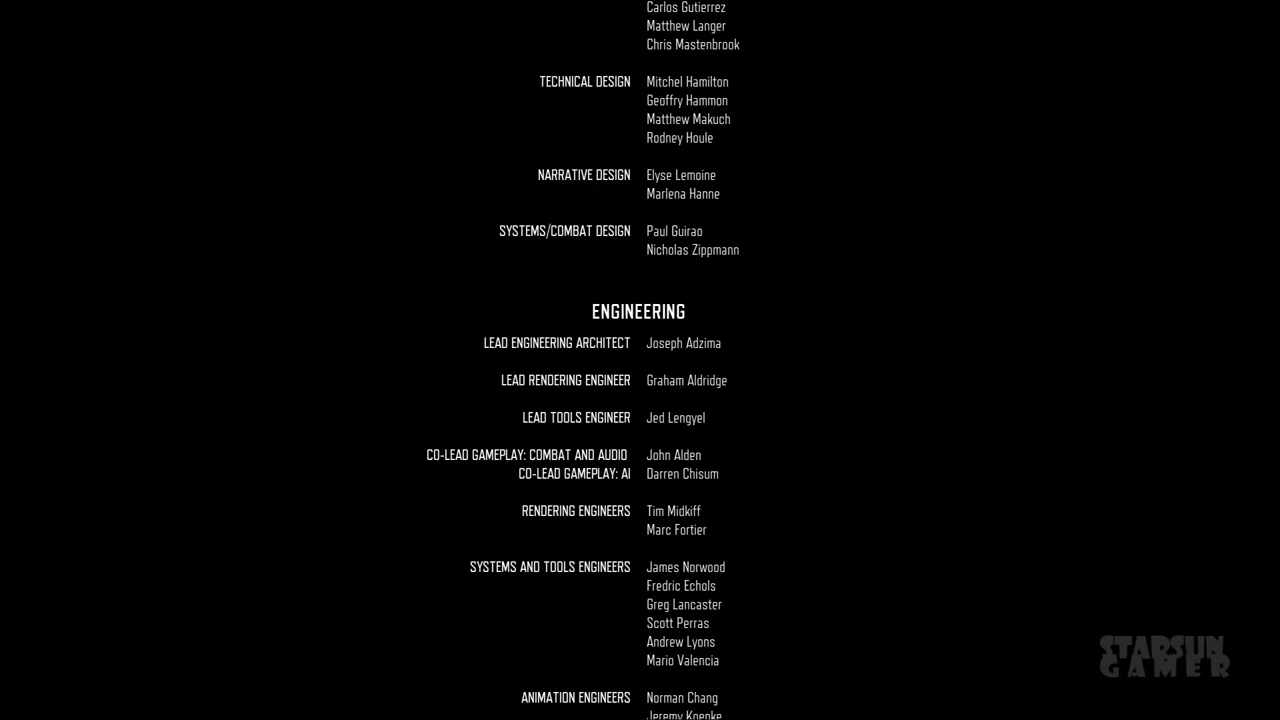 Carlos Gutierrez
Matthew Langer
Chris Mastenbrook
TECHNICAL DESIGN Mitchel Hamilton
Geoffry Hammon
Matthew Makuch
Rodney Houle
NARRATIVE DESIGN Elyse Lemoine
Marlena Hanne
SYSTEMS/COMBAT DESIGN Paul Guirao
Nicholas Zippmann
ENGINEERING
LEAD ENGINEERING ARCHITECT Joseph Adzima
LEAD RENDERING ENGINEER Graham Aldridge
LEAD TOOLS ENGINEER Jed Lengyel
CO-LEAD GAMEPLAY: COMBAT AND AUDIO John Alden
CO-LEAD GAMEPLAY: AI Darren Chisum
RENDERING ENGINEERS Tim Midkiff
Marc Fortier
SYSTEMS AND TOOLS ENGINEERS James Norwood
Fredric Echols
Greg Lancaster
Scott Perras
Andrew Lyons
Mario Valencia
ANIMATION ENGINEERS Norman Chang
Jeremy Koenke
STARSUN
GAMER